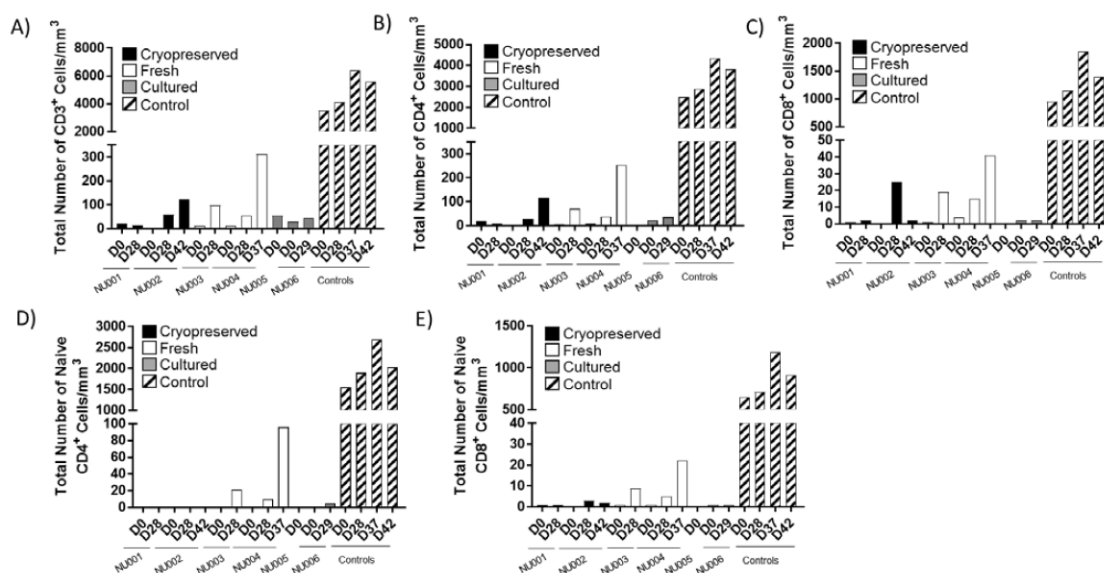 A)
Total Number of CD3+ Cells/mm3
8000
6000
4000
2000
300
200
100
0
Cryopreserved
Fresh
Cultured
Control
D0 D28 D0 D28 D42 D0 D28 D0 D28 D37 D0 D0 D29 D0 D28 D37 D42
NU001 NU002 NU003 NU004 NU005 NU006 Controls
B)
Total Number of CD4+ Cells/mm3
5000
4000
3000
2000
1000
300
200
100
0
Cryopreserved
Fresh
Cultured
Control
D0 D28 D0 D28 D42 D0 D28 D0 D28 D37 D0 D0 D29 D0 D28 D37 D42
NU001 NU002 NU003 NU004 NU005 NU006 Controls
C)
Total Number of CD8+ Cells/mm3
2000
1500
1000
500
40
30
20
10
0
Cryopreserved
Fresh
Cultured
Control
D0 D28 D0 D28 D42 D0 D28 D0 D28 D37 D0 D0 D29 D0 D28 D37 D42
NU001 NU002 NU003 NU004 NU005 NU006 Controls
D)
Total Number of Naive
CD4+ Cells/mm3
3000
2500
2000
1500
1000
100
80
60
40
20
0
Cryopreserved
Fresh
Cultured
Control
D0 D28 D0 D28 D42 D0 D28 D0 D28 D37 D0 D0 D29 D0 D28 D37 D42
NU001 NU002 NU003 NU004 NU005 NU006 Controls
E)
Total Number of Naive
CD8+ Cells/mm3
1500
1000
500
40
30
20
10
0
Cryopreserved
Fresh
Cultured
Control
D0 D28 D0 D28 D42 D0 D28 D0 D28 D37 D0 D0 D29 D0 D28 D37 D42
NU001 NU002 NU003 NU004 NU005 NU006 Controls